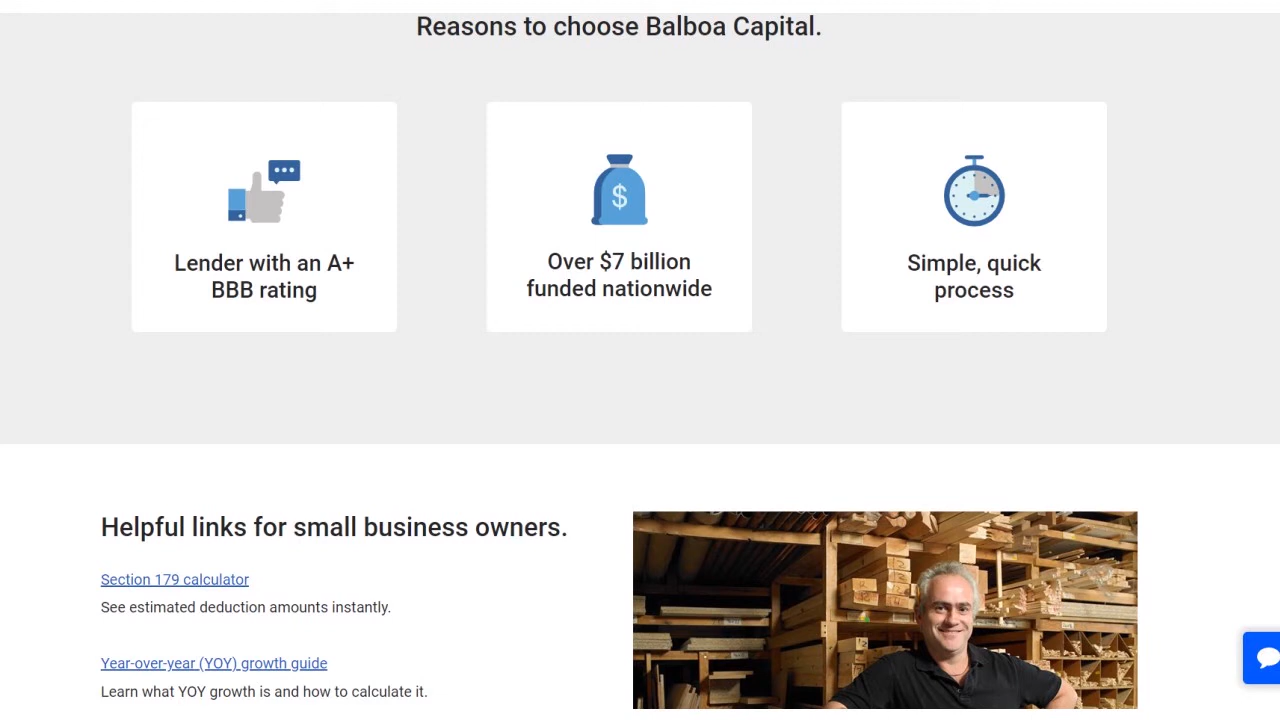 Reasons to choose Balboa Capital.
Lender with an A+
BBB rating
$
Over $7 billion
funded nationwide
Simple, quick
process
Helpful links for small business owners.
Section 179 calculator
See estimated deduction amounts instantly.
Year-over-year (YOY) growth guide
Learn what YOY growth is and how to calculate it.